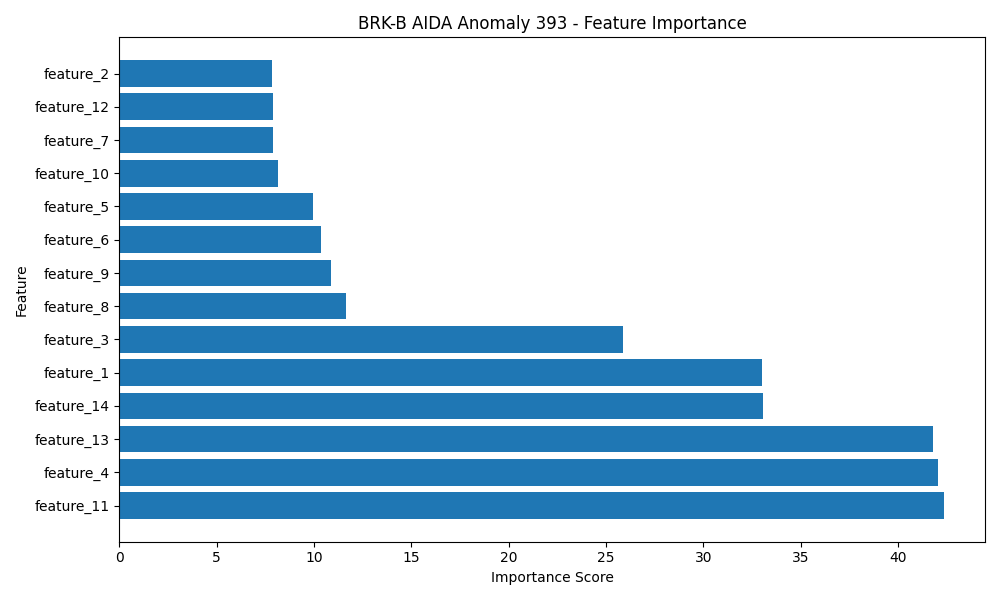 BRK-B AIDA Anomaly 393 - Feature Importance
feature_2
feature_12
feature_7
feature_10
feature_5
feature_6
feature_9
feature_8
feature_3
feature_1
feature_14
feature_13
feature_4
feature_11
Feature
0 5 10 15 20 25 30 35 40
Importance Score